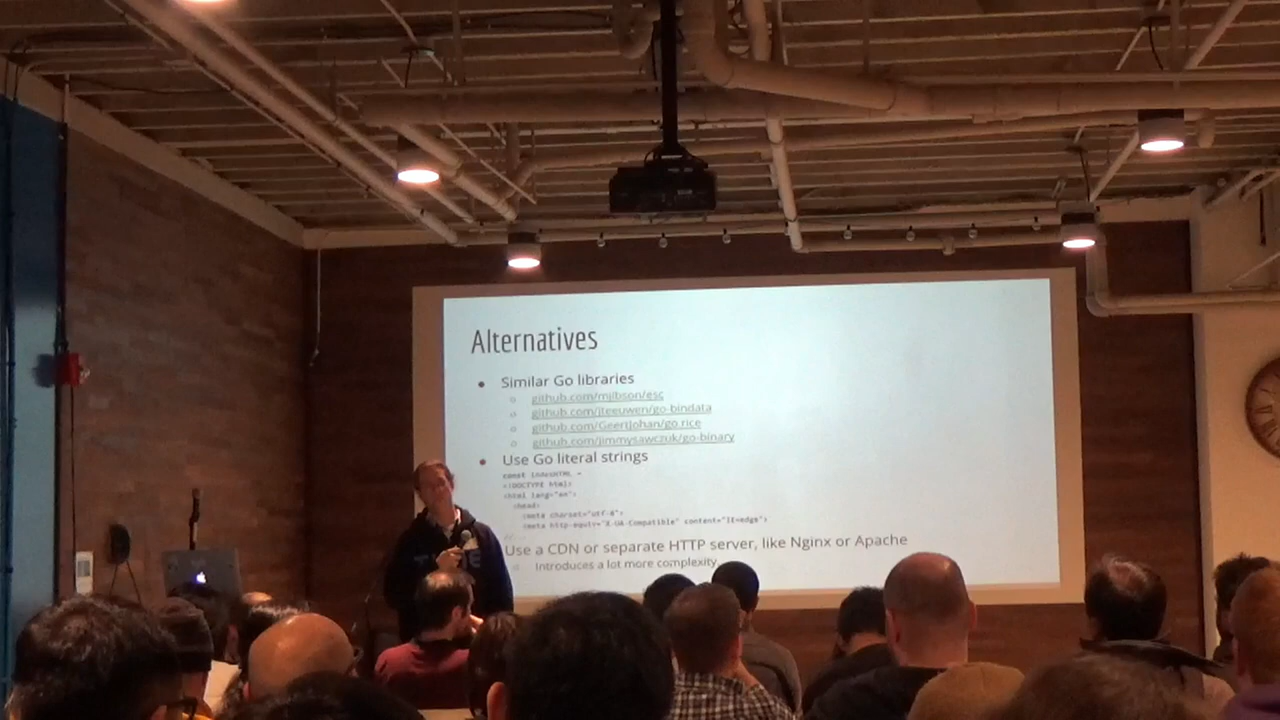 Alternatives
Similar Go libraries
github.com/mjibson/esc
github.com/jteeuwen/go-bindata
github.com/GeertJohan/go.rice
github.com/jimmysawczuk/go-binary
Use Go literal strings
const indexHTML =
<!DOCTYPE html>
<html lang="en">
<head>
<meta charset="utf-8">
<meta http-equiv="X-UA-Compatible" content="IE=edge">
Use a CDN or separate HTTP server, like Nginx or Apache
Introduces a lot more complexity